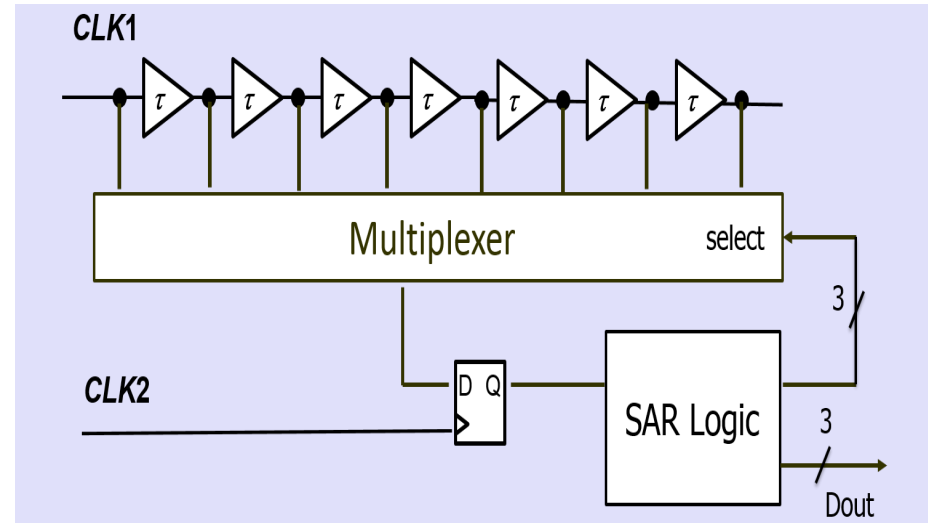 CLK1
τ τ τ τ τ τ τ
Multiplexer
select
3
D Q
CLK2
SAR Logic
3
Dout